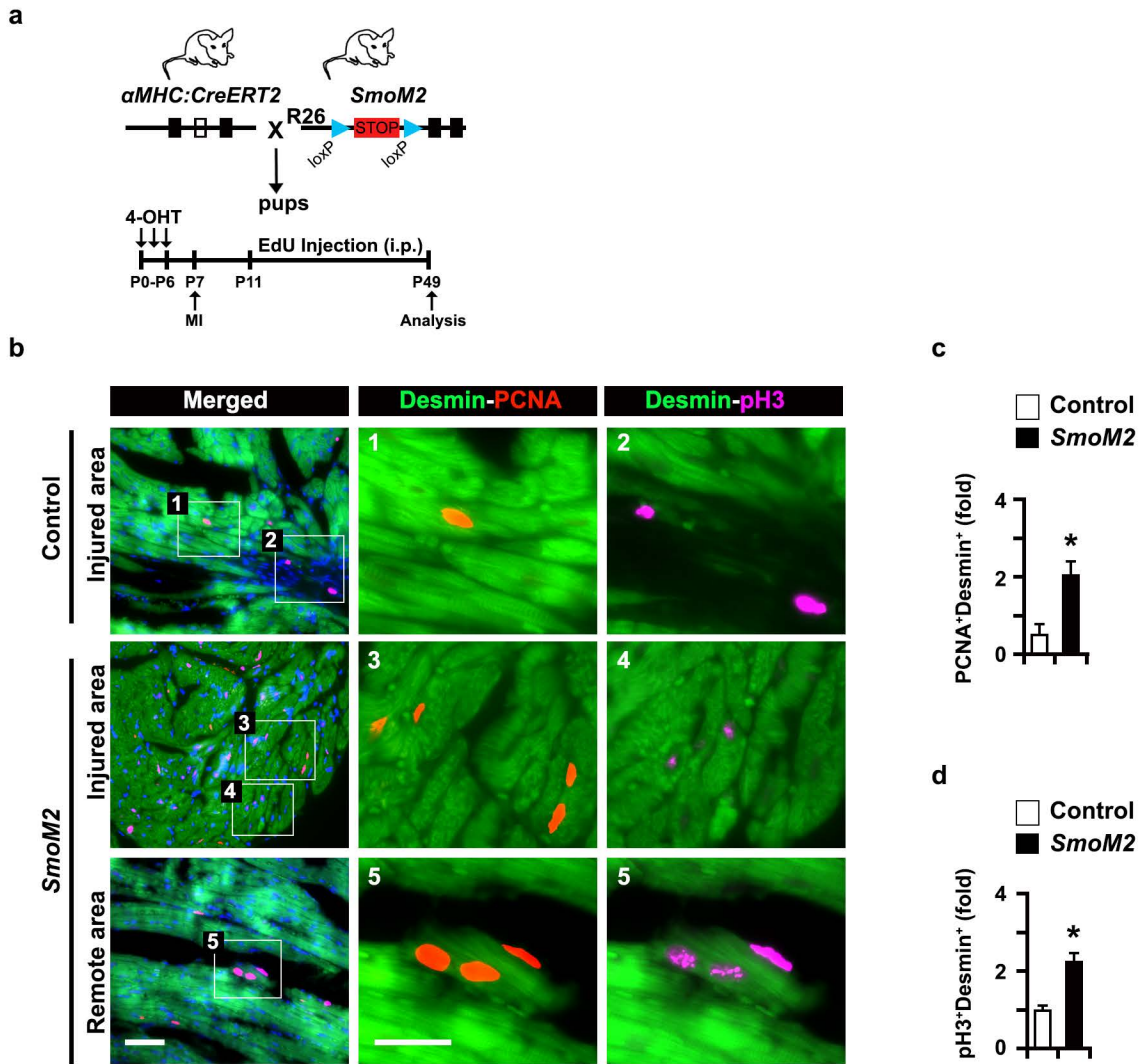 a
αMHC:CreERT2
SmoM2
R26
STOP
X
loxP
loxP
pups
4-OHT
EdU Injection (i.p.)
P0-P6
P7
P11
P49
MI
Analysis
b
Merged
Desmin-PCNA
Desmin-pH3
Control
Injured area
1
2
1
2
SmoM2
Injured area
3
4
3
4
Remote area
5
5
5
c
Control
SmoM2
PCNA⁺Desmin⁺ (fold)
4
2
0
*
d
Control
SmoM2
pH3⁺Desmin⁺ (fold)
4
2
0
*